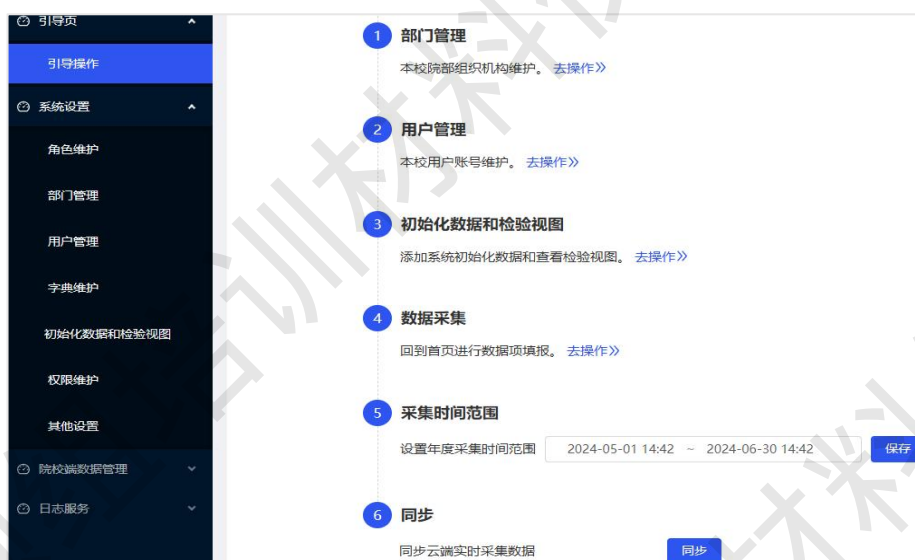 引导页
引导操作
系统设置
角色维护
部门管理
用户管理
字典维护
初始化数据和检验视图
权限维护
其他设置
院校端数据管理
日志服务
1 部门管理
本校院部组织机构维护。 去操作》
2 用户管理
本校用户账号维护。 去操作》
3 初始化数据和检验视图
添加系统初始化数据和查看检验视图。 去操作》
4 数据采集
回到首页进行数据项填报。 去操作》
5 采集时间范围
设置年度采集时间范围 2024-05-01 14:42 ~ 2024-06-30 14:42 保存
6 同步
同步云端实时采集数据 同步
培训材料